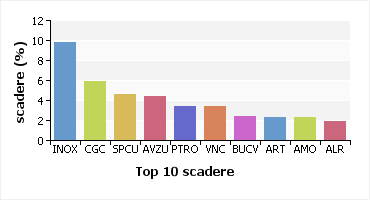 12
10
8
6
4
2
0
scadere (%)
INOX CGC SPCU AVZU PTRO VNC BUCV ART AMO ALR
Top 10 scadere